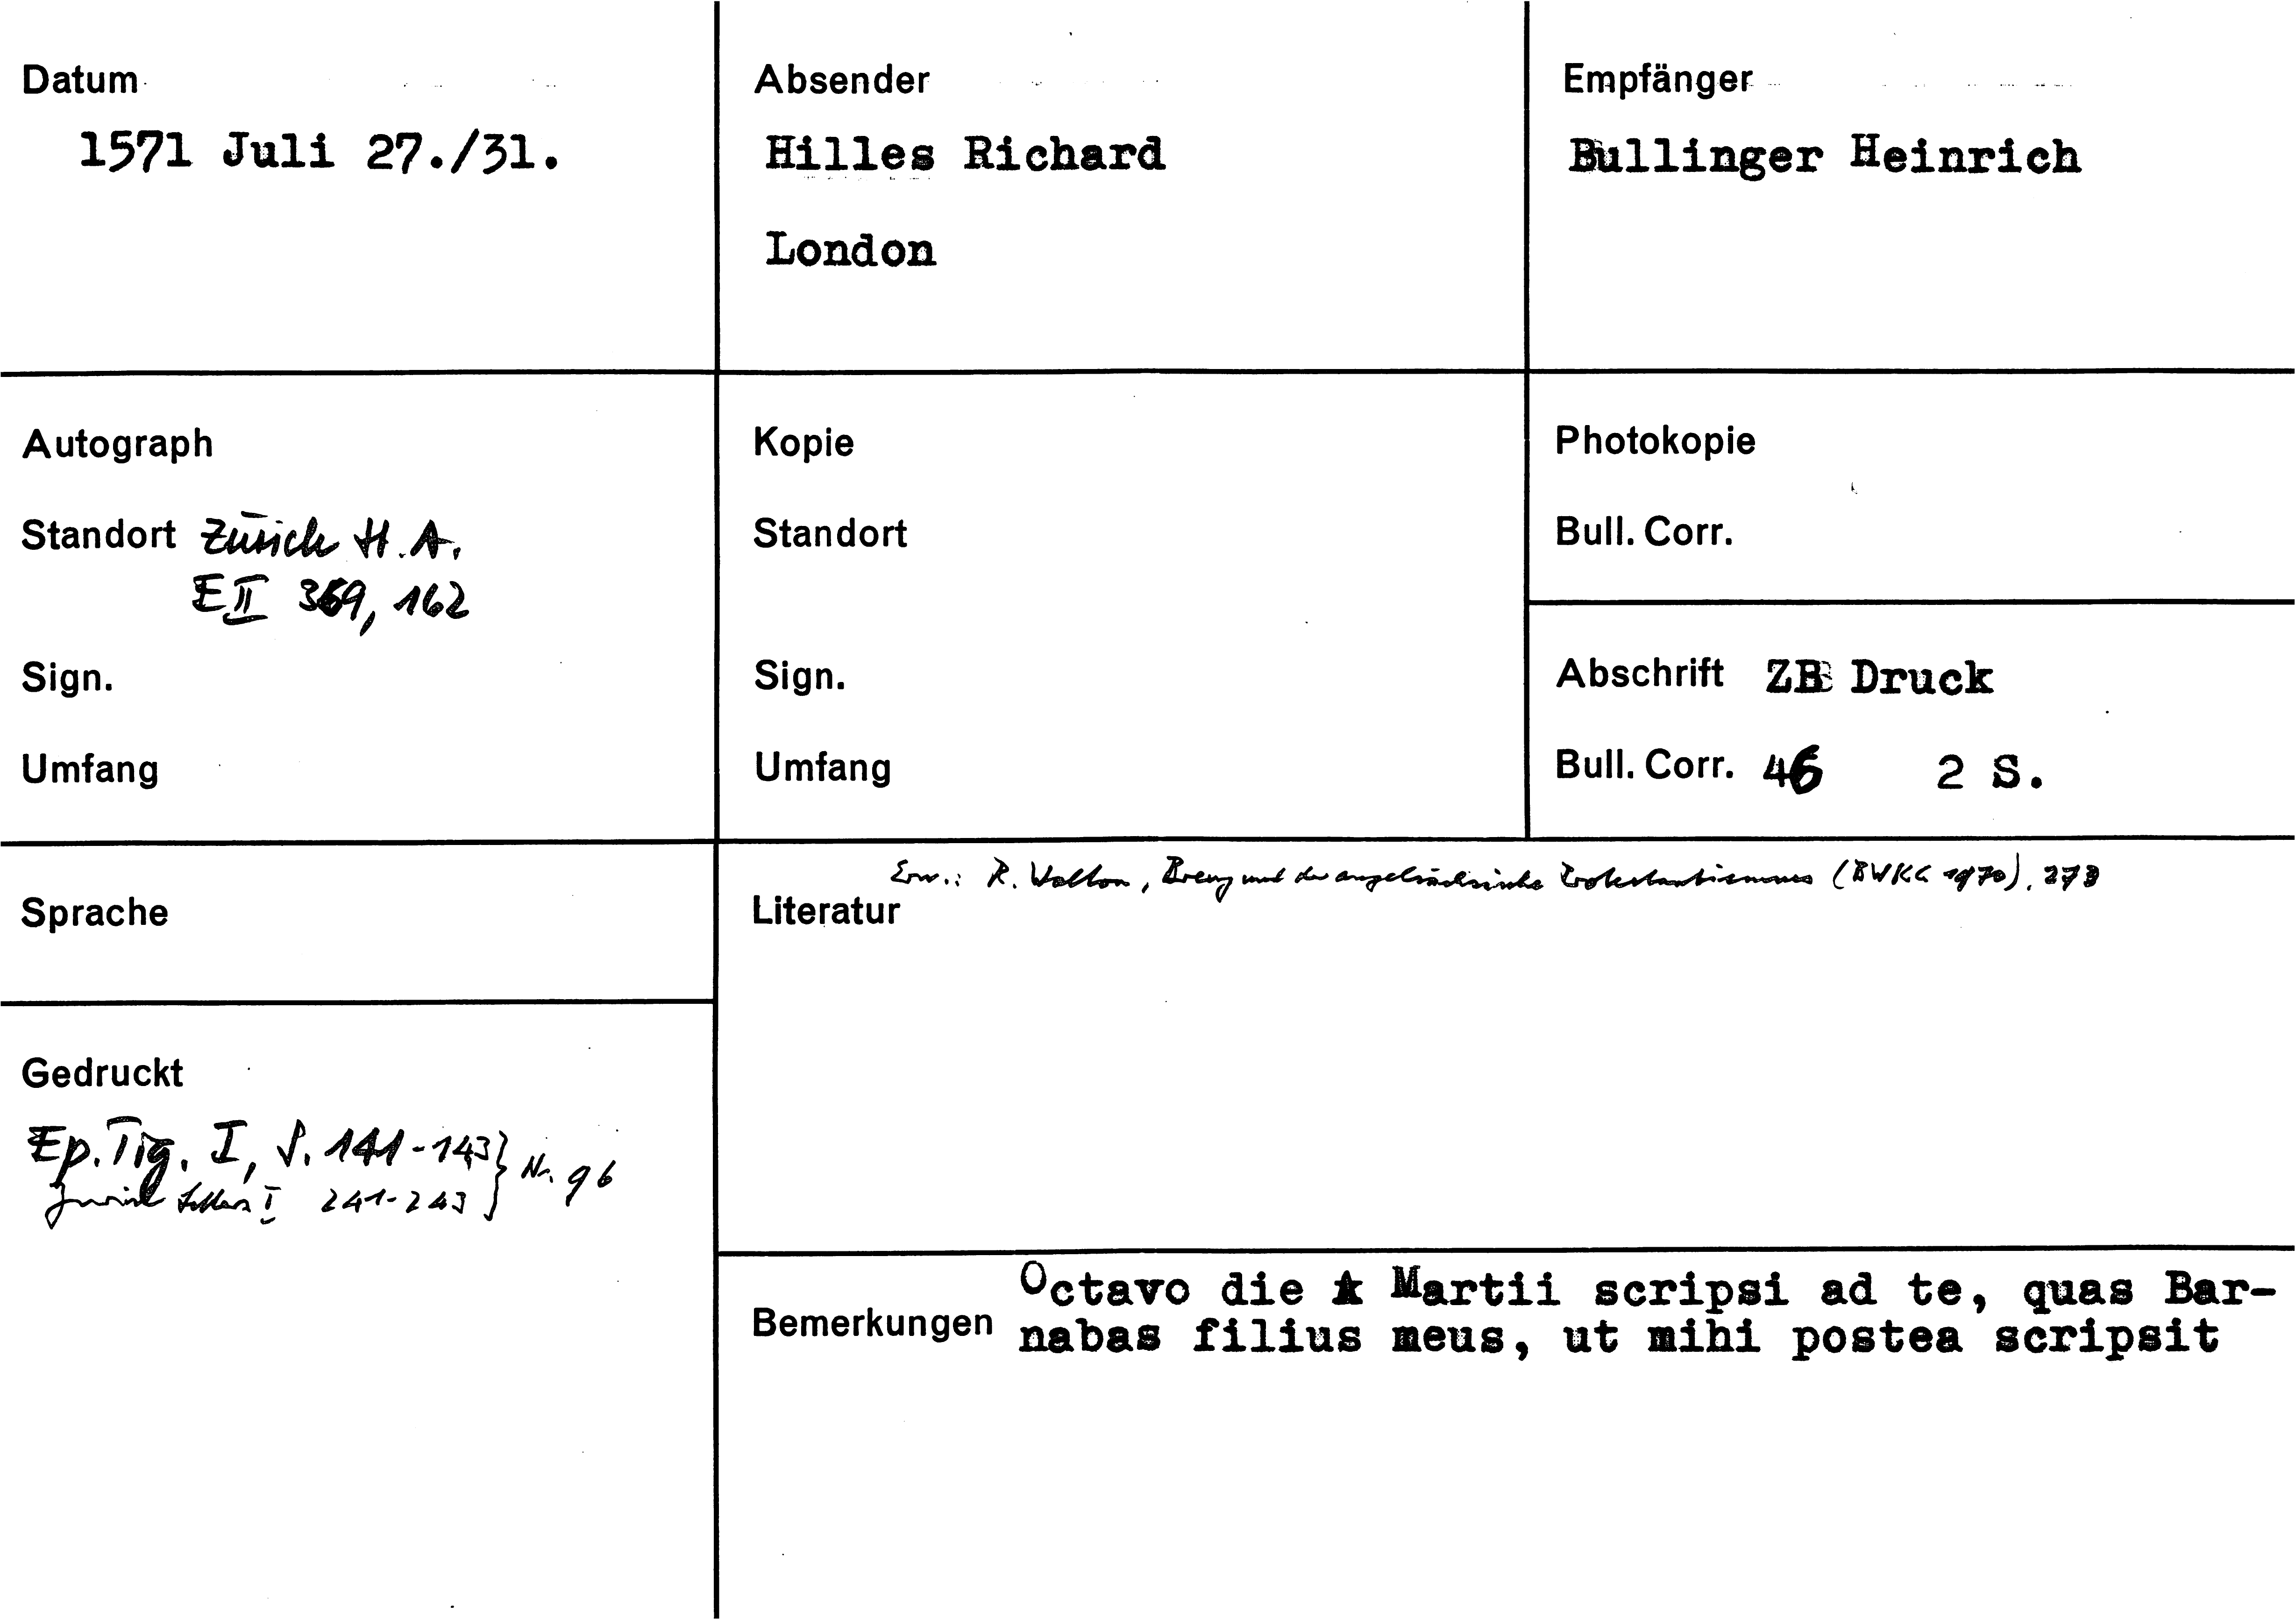 Datum
1571 Juli 27./31.
Absender
Hilles Richard
London
Empfänger
Bullinger Heinrich
Autograph
Standort Zürich H.A.
E II 369, 162
Sign.
Umfang
Kopie
Standort
Sign.
Umfang
Photokopie
Bull. Corr.
Abschrift ZB Druck
Bull. Corr. 46 2 S.
Sprache
Erw.: R. Walton, Brenz und der angelsächsische Protestantismus (BWKG 1970), 273
Literatur
Gedruckt
Ep. Tig. I, S. 141-143 } Nr. 96
Zurich Letters I 241-243
Octavo die Martii scripsi ad te, quas Bar-
Bemerkungen nabas filius meus, ut mihi postea scripsit